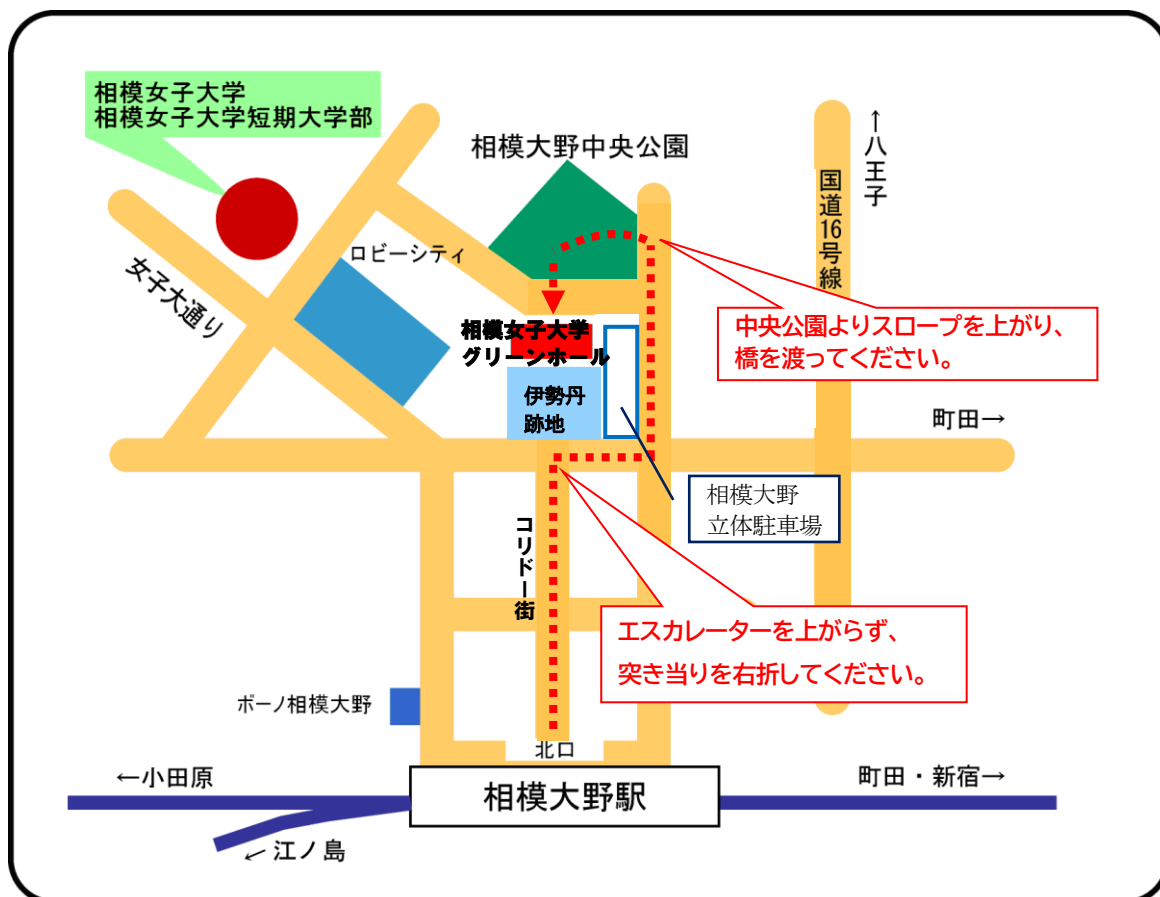 相模女子大学
相模女子大学短期大学部
相模大野中央公園
↑八王子
国道16号線
ロビーシティ
女子大通り
中央公園よりスロープを上がり、
橋を渡ってください。
相模女子大学
グリーンホール
伊勢丹
跡地
町田→
相模大野
立体駐車場
コリドー街
エスカレーターを上がらず、
突き当りを右折してください。
ボーノ相模大野
北口
←小田原
相模大野駅
町田・新宿→
↙江ノ島